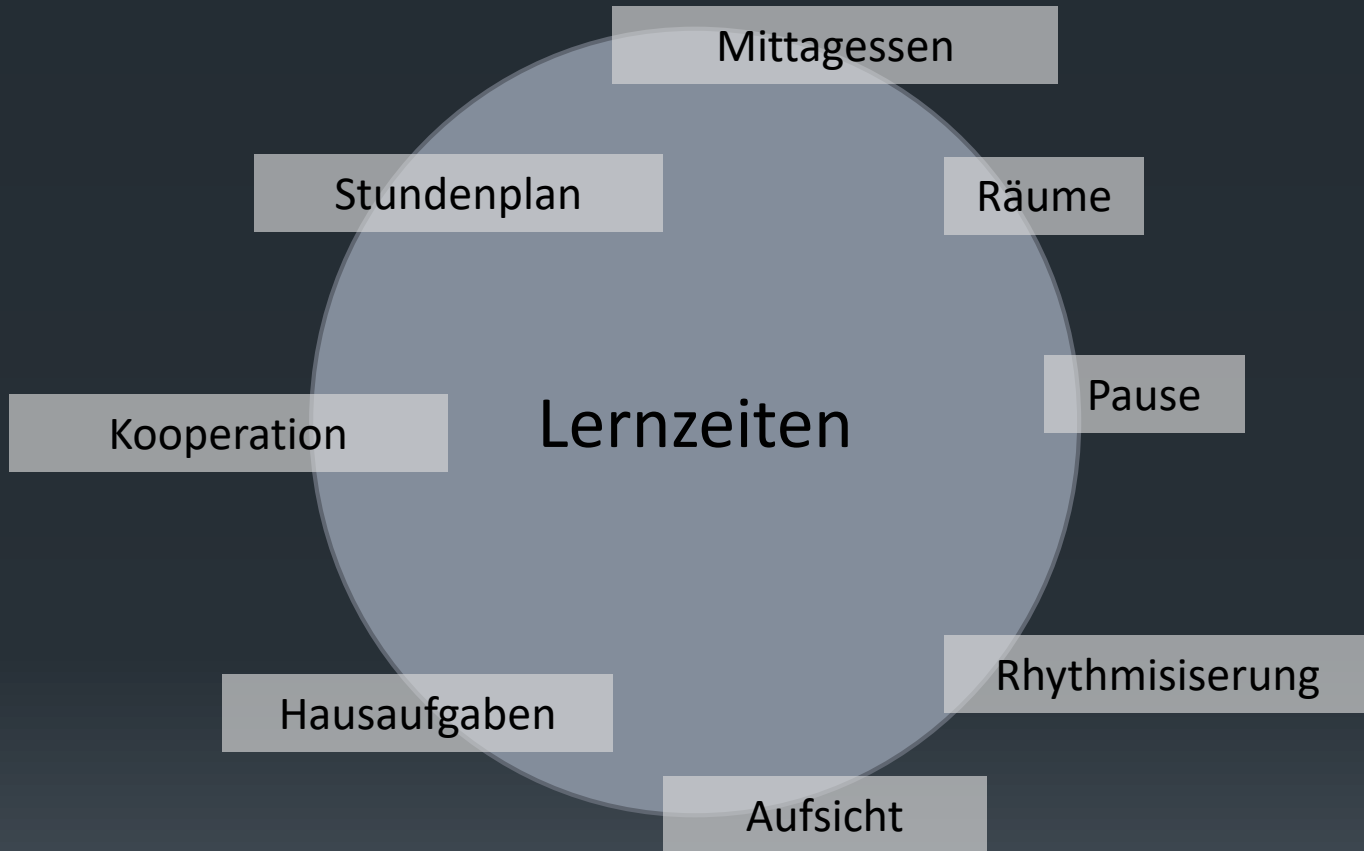 Mittagessen
Stundenplan
Räume
Pause
Lernzeiten
Kooperation
Rhythmisiserung
Hausaufgaben
Aufsicht